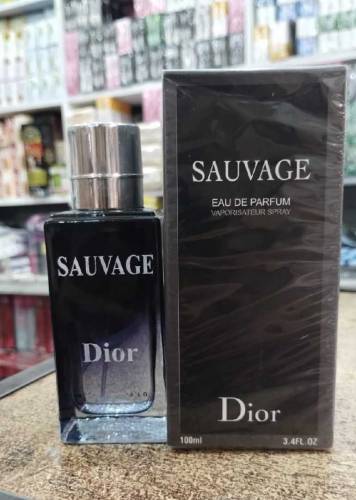 SAUVAGE
Dior
SAUVAGE
EAU DE PARFUM
VAPORISATEUR SPRAY
Dior
100ml 3.4FL.OZ